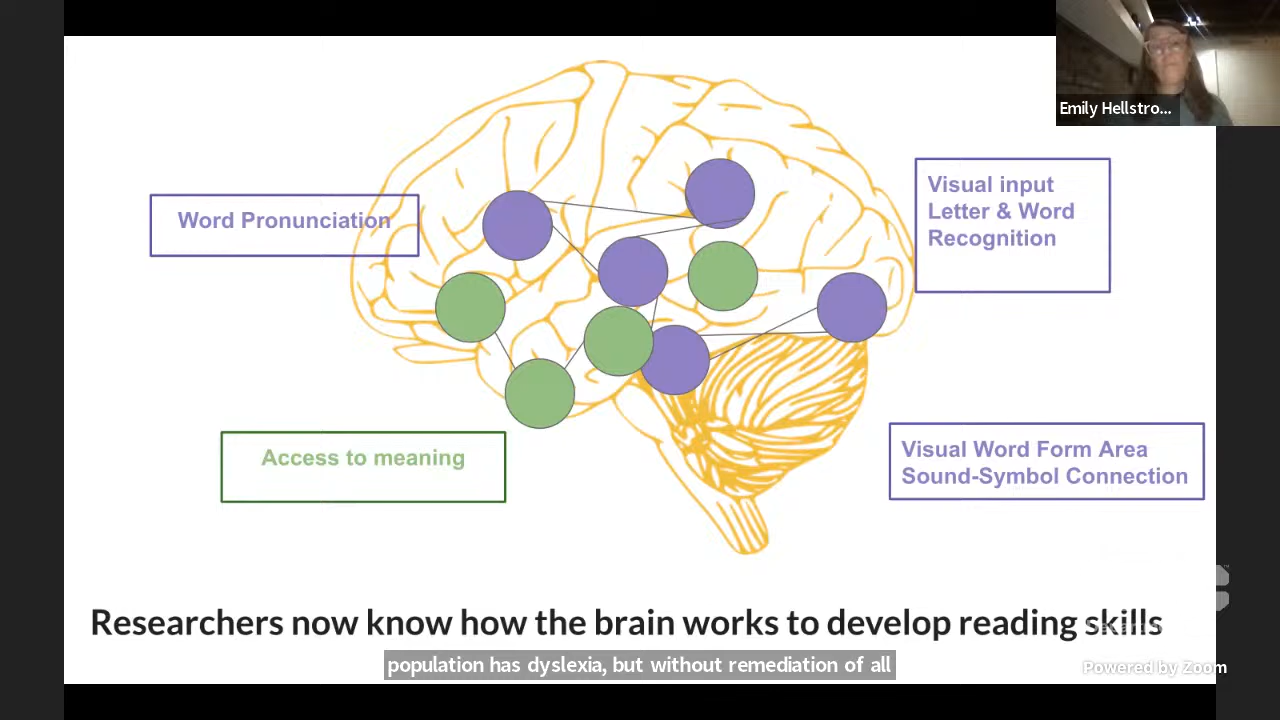 Emily Hellstro...
Word Pronunciation
Visual input
Letter & Word
Recognition
Access to meaning
Visual Word Form Area
Sound-Symbol Connection
Researchers now know how the brain works to develop reading skills
population has dyslexia, but without remediation of all
Powered by Zoom